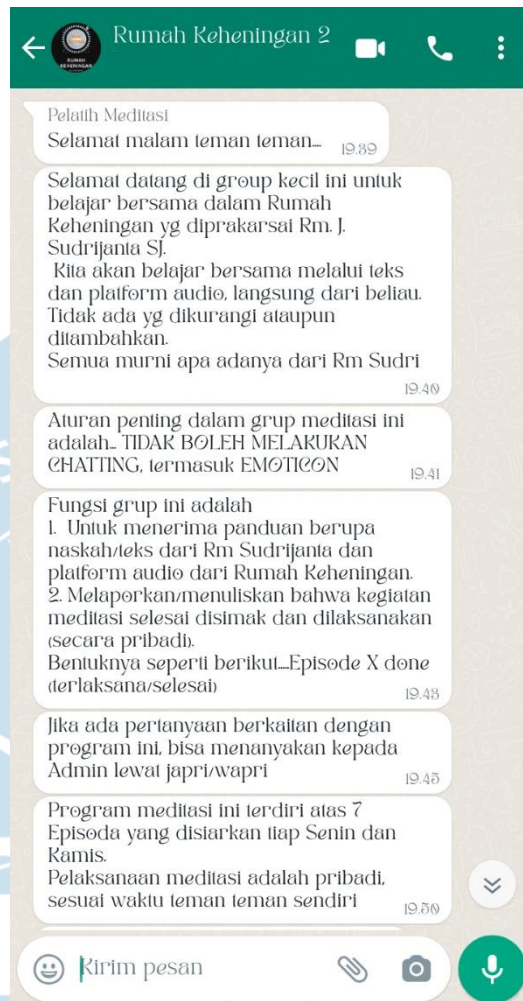 Rumah Keheningan 2
RUMAH
KEHENINGAN
Pelatih Meditasi
Selamat malam teman teman...
19.39
Selamat datang di group kecil ini untuk
belajar bersama dalam Rumah
Keheningan yg diprakarsai Rm. J.
Sudrijanta SJ.
Kita akan belajar bersama melalui teks
dan platform audio, langsung dari beliau.
Tidak ada yg dikurangi ataupun
ditambahkan.
Semua murni apa adanya dari Rm Sudri
19.40
Aturan penting dalam grup meditasi ini
adalah... TIDAK BOLEH MELAKUKAN
CHATTING, termasuk EMOTICON
19.41
Fungsi grup ini adalah
1. Untuk menerima panduan berupa
naskah/teks dari Rm Sudrijanta dan
platform audio dari Rumah Keheningan.
2. Melaporkan/menuliskan bahwa kegiatan
meditasi selesai disimak dan dilaksanakan
(secara pribadi).
Bentuknya seperti berikut....Episode X done
(terlaksana/selesai)
19.43
Jika ada pertanyaan berkaitan dengan
program ini, bisa menanyakan kepada
Admin lewat japri/wapri
19.45
Program meditasi ini terdiri atas 7
Episoda yang disiarkan tiap Senin dan
Kamis.
Pelaksanaan meditasi adalah pribadi,
sesuai waktu teman teman sendiri
19.50
Kirim pesan